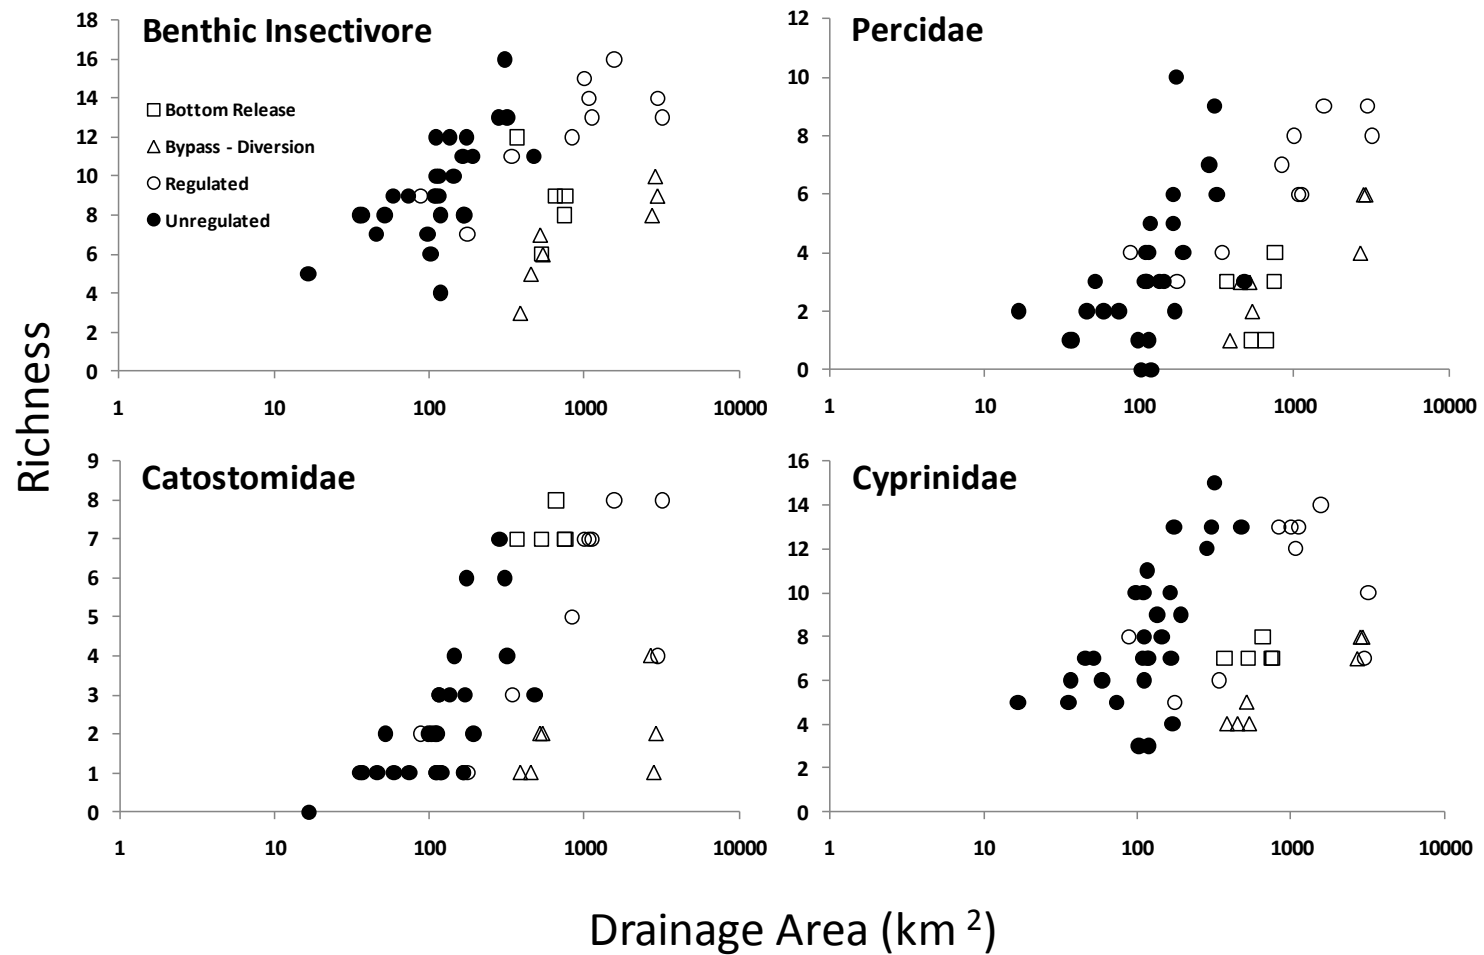 Benthic Insectivore
18
16
14
12
10
8
6
4
2
0
1 10 100 1000 10000
Bottom Release
Bypass - Diversion
Regulated
Unregulated
Percidae
12
10
8
6
4
2
0
1 10 100 1000 10000
Catostomidae
9
8
7
6
5
4
3
2
1
0
1 10 100 1000 10000
Cyprinidae
16
14
12
10
8
6
4
2
0
1 10 100 1000 10000
Richness
Drainage Area (km ²)